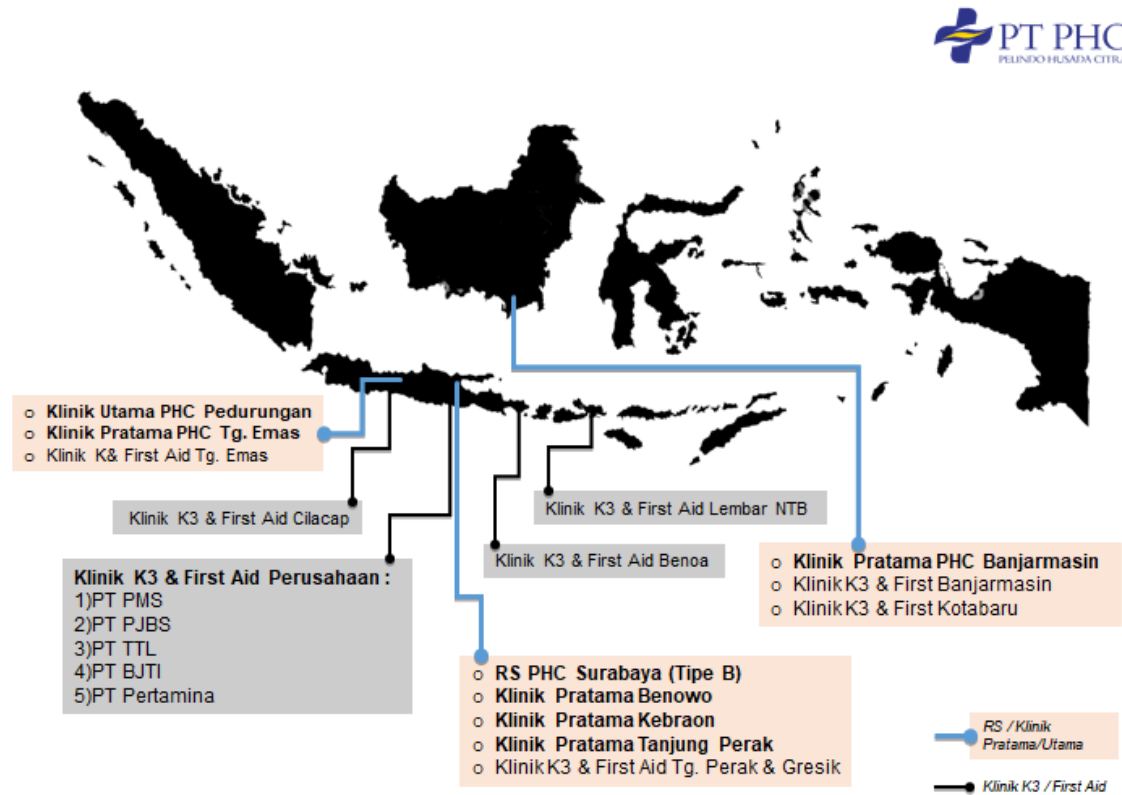 PT PHC
PELINDO HUSADA CITRA
o Klinik Utama PHC Pedurungan
o Klinik Pratama PHC Tg. Emas
o Klinik K& First Aid Tg. Emas
Klinik K3 & First Aid Cilacap
Klinik K3 & First Aid Lembar NTB
Klinik K3 & First Aid Benoa
Klinik K3 & First Aid Perusahaan :
1)PT PMS
2)PT PJBS
3)PT TTL
4)PT BJTI
5)PT Pertamina
o Klinik Pratama PHC Banjarmasin
o Klinik K3 & First Banjarmasin
o Klinik K3 & First Kotabaru
o RS PHC Surabaya (Tipe B)
o Klinik Pratama Benowo
o Klinik Pratama Kebraon
o Klinik Pratama Tanjung Perak
o Klinik K3 & First Aid Tg. Perak & Gresik
RS / Klinik
Pratama/Utama
Klinik K3 / First Aid